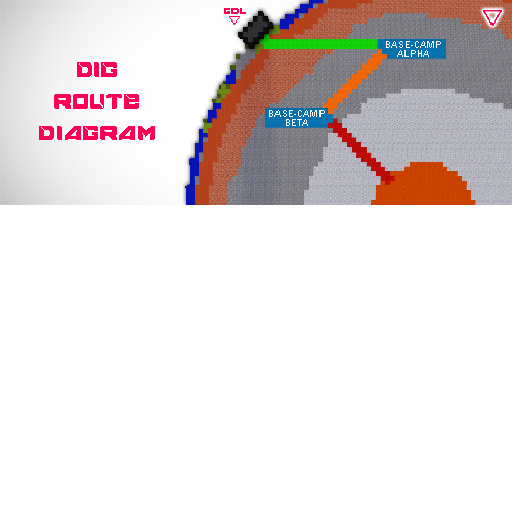 GDL
DIG
ROUTE
DIAGRAM
BASE-CAMP
ALPHA
BASE-CAMP
BETA